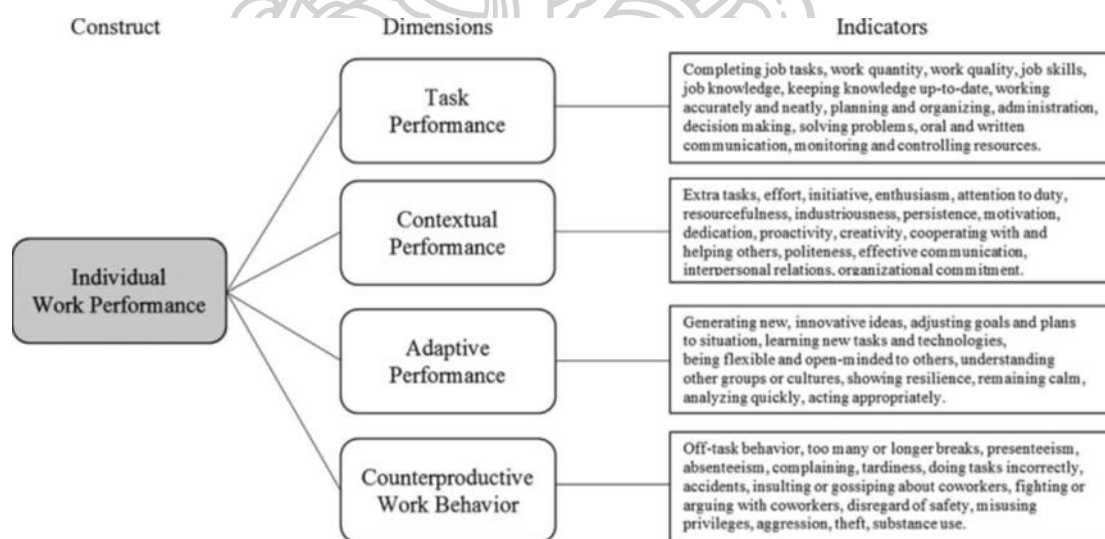 Construct
Dimensions
Indicators
Individual
Work Performance
Task
Performance
Completing job tasks, work quantity, work quality, job skills,
job knowledge, keeping knowledge up-to-date, working
accurately and neatly, planning and organizing, administration,
decision making, solving problems, oral and written
communication, monitoring and controlling resources.
Contextual
Performance
Extra tasks, effort, initiative, enthusiasm, attention to duty,
resourcefulness, industriousness, persistence, motivation,
dedication, proactivity, creativity, cooperating with and
helping others, politeness, effective communication,
interpersonal relations, organizational commitment.
Adaptive
Performance
Generating new, innovative ideas, adjusting goals and plans
to situation, learning new tasks and technologies,
being flexible and open-minded to others, understanding
other groups or cultures, showing resilience, remaining calm,
analyzing quickly, acting appropriately.
Counterproductive
Work Behavior
Off-task behavior, too many or longer breaks, presenteeism,
absenteeism, complaining, tardiness, doing tasks incorrectly,
accidents, insulting or gossiping about coworkers, fighting or
arguing with coworkers, disregard of safety, misusing
privileges, aggression, theft, substance use.